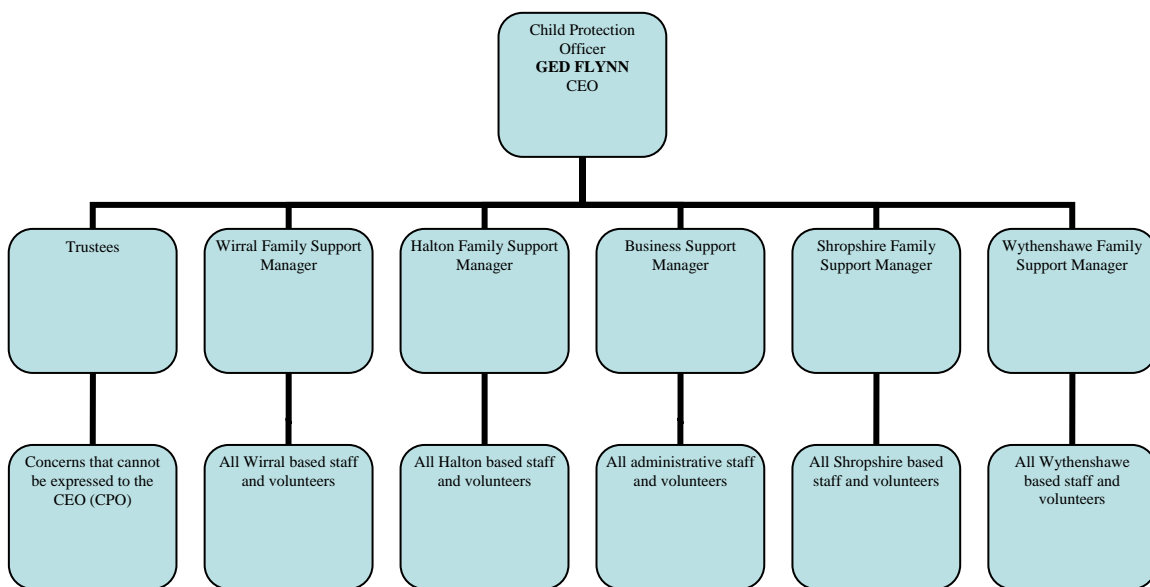 Child Protection
Officer
GED FLYNN
CEO
Trustees
Wirral Family Support
Manager
Halton Family Support
Manager
Business Support
Manager
Shropshire Family
Support Manager
Wythenshawe Family
Support Manager
Concerns that cannot
be expressed to the
CEO (CPO)
All Wirral based staff
and volunteers
All Halton based staff
and volunteers
All administrative staff
and volunteers
All Shropshire based
staff and volunteers
All Wythenshawe
based staff and
volunteers